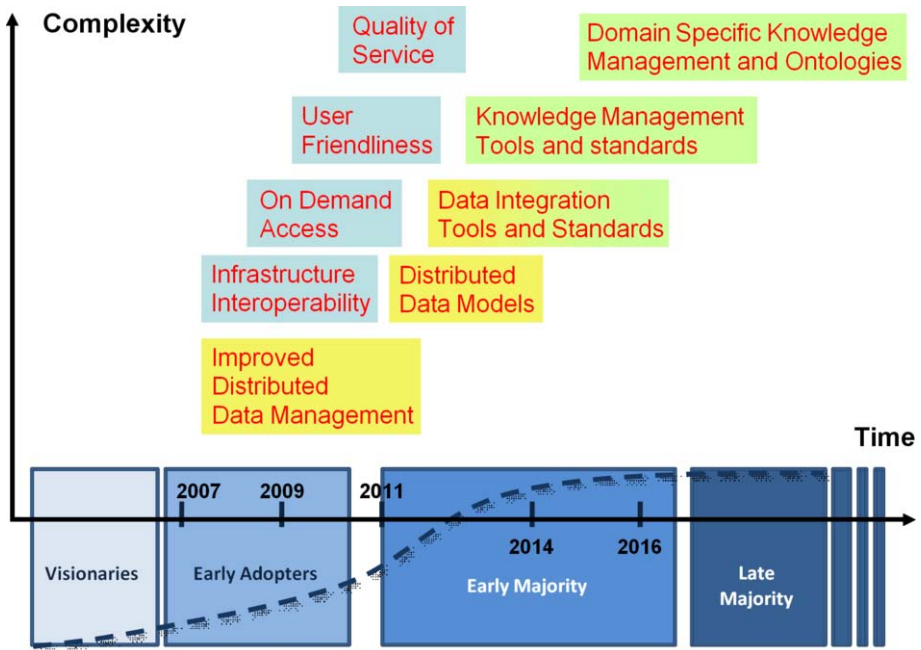 Complexity
Quality of
Service
Domain Specific Knowledge
Management and Ontologies
User
Friendliness
Knowledge Management
Tools and standards
On Demand
Access
Data Integration
Tools and Standards
Infrastructure
Interoperability
Distributed
Data Models
Improved
Distributed
Data Management
Time
2007
2009
2011
2014
2016
Visionaries
Early Adopters
Early Majority
Late
Majority